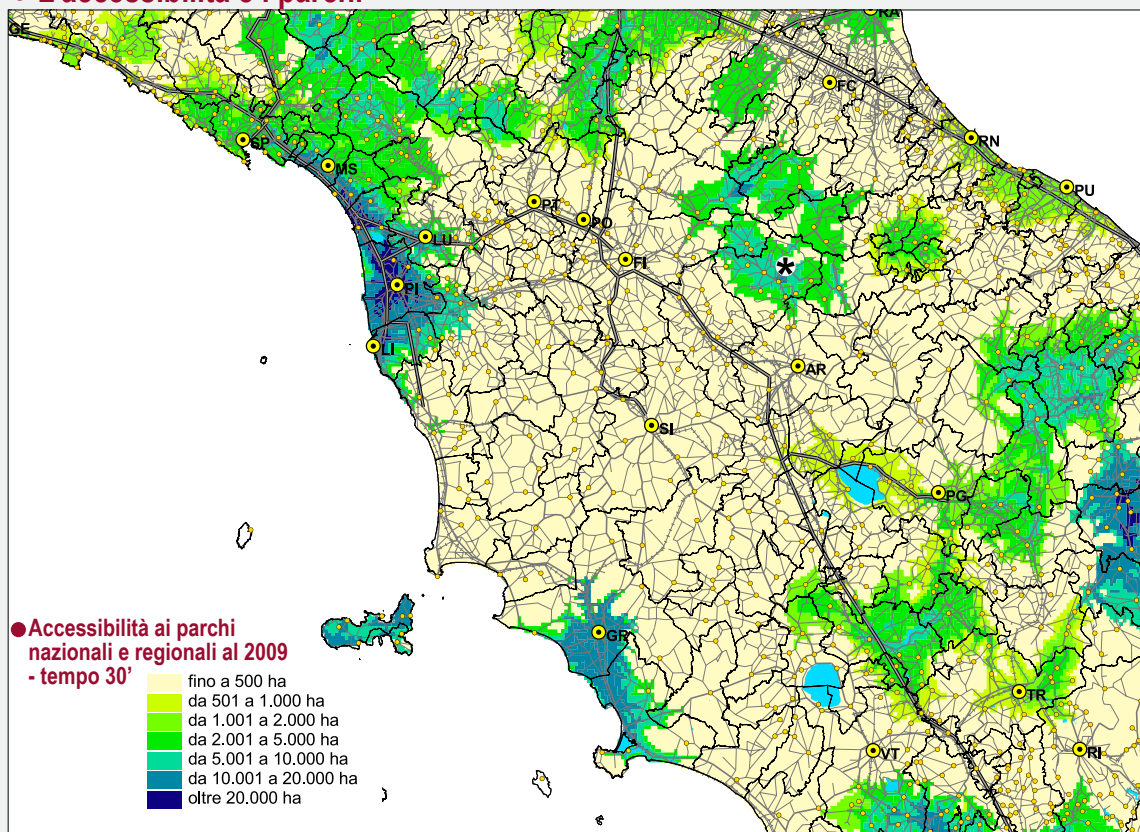 GE
RA
FC
SP
RN
MS
PU
PT
PO
LU
FI
*
PI
LI
AR
SI
PG
● Accessibilità ai parchi
nazionali e regionali al 2009
- tempo 30’
GR
fino a 500 ha
da 501 a 1.000 ha
da 1.001 a 2.000 ha
da 2.001 a 5.000 ha
da 5.001 a 10.000 ha
da 10.001 a 20.000 ha
oltre 20.000 ha
TR
VT
RI